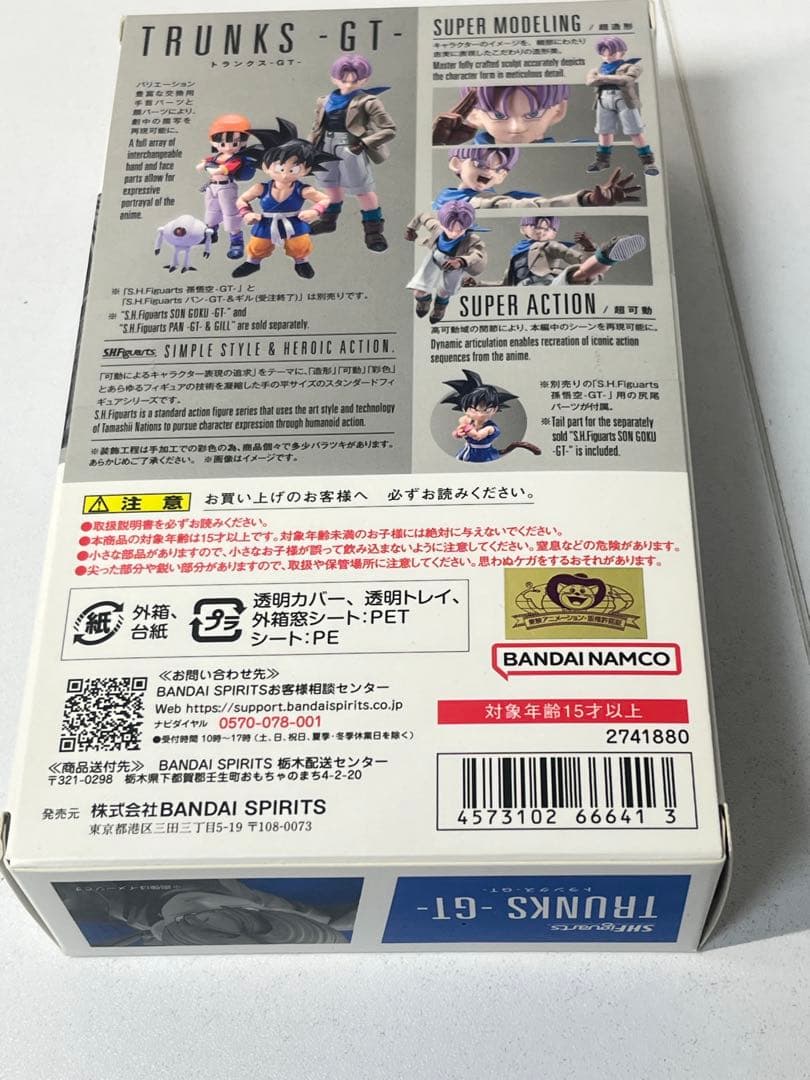 TRUNKS -GT-
トランクス-GT-
バリエーション
豊富な交換用
手首パーツと
顔パーツにより、
劇中の描写を
再現可能に。
A full array of
interchangeable
hand and face
parts allow for
expressive
portrayal of the
anime.
※「S.H.Figuarts 孫悟空 -GT-」と
「S.H.Figuarts パン-GT-&ギル(受注終了)」は別売りです。
※ "S.H.Figuarts SON GOKU -GT-" and
"S.H.Figuarts PAN -GT- & GILL" are sold separately.
S.H.Figuarts SIMPLE STYLE & HEROIC ACTION.
「可動によるキャラクター表現の追求」をテーマに、「造形」「可動」「彩色」
とあらゆるフィギュアの技術を凝縮した手の平サイズのスタンダードフィ
ギュアシリーズです。
S.H.Figuarts is a standard action figure series that uses the art style and technology
of Tamashii Nations to pursue character expression through humanoid action.
※装飾工程は手加工での彩色の為、商品個々で多少バラツキがあります。
あらかじめご了承ください。 ※画像はイメージです。
SUPER MODELING / 超造形
キャラクターのイメージを、細部にわたり
忠実に表現したこだわりの造形美。
Master fully crafted sculpt accurately depicts
the character form in meticulous detail.
SUPER ACTION / 超可動
高可動域の関節により、本編中のシーンを再現可能に。
Dynamic articulation enables recreation of iconic action
sequences from the anime.
※別売りの「S.H.Figuarts
孫悟空 -GT-」用の尻尾
パーツが付属。
※Tail part for the separately
sold "S.H.Figuarts SON GOKU
-GT-" is included.
注意 お買い上げのお客様へ 必ずお読みください。
●取扱説明書を必ずお読みください。
●本商品の対象年齢は15才以上です。対象年齢未満のお子様には絶対に与えないでください。
●小さな部品がありますので、小さなお子様が誤って飲み込まないように注意してください。窒息などの危険があります。
●尖った部分や鋭い部分がありますので、取扱や保管場所に注意してください。思わぬケガをするおそれがあります。
紙 外箱、
台紙
プラ 透明カバー、透明トレイ、
外箱窓シート:PET
シート:PE
東映アニメーション・版権許諾証
BANDAI NAMCO
≪お問い合わせ先≫
BANDAI SPIRITSお客様相談センター
Web https://support.bandaispirits.co.jp
ナビダイヤル 0570-078-001
●受付時間 10時～17時 (土、日、祝日、夏季・冬季休業日を除く)
対象年齢15才以上
2741880
≪商品送付先≫ BANDAI SPIRITS 栃木配送センター
〒321-0298 栃木県下都賀郡壬生町おもちゃのまち4-2-20
発売元 株式会社BANDAI SPIRITS
東京都港区三田三丁目5-19 〒108-0073
4573102 66641 3
※画像はイメージです
S.H.Figuarts
TRUNKS -GT-
トランクス-GT-